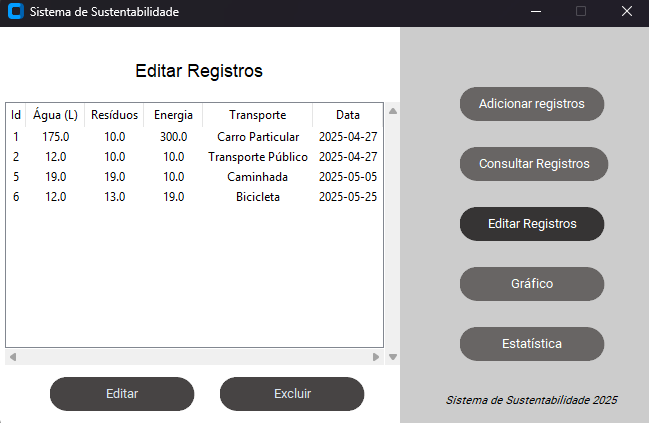 Sistema de Sustentabilidade
Editar Registros
Id Água (L) Resíduos Energia Transporte Data
1 175.0 10.0 300.0 Carro Particular 2025-04-27
2 12.0 10.0 10.0 Transporte Público 2025-04-27
5 19.0 19.0 10.0 Caminhada 2025-05-05
6 12.0 13.0 19.0 Bicicleta 2025-05-25
Editar Excluir
Adicionar registros
Consultar Registros
Editar Registros
Gráfico
Estatística
Sistema de Sustentabilidade 2025